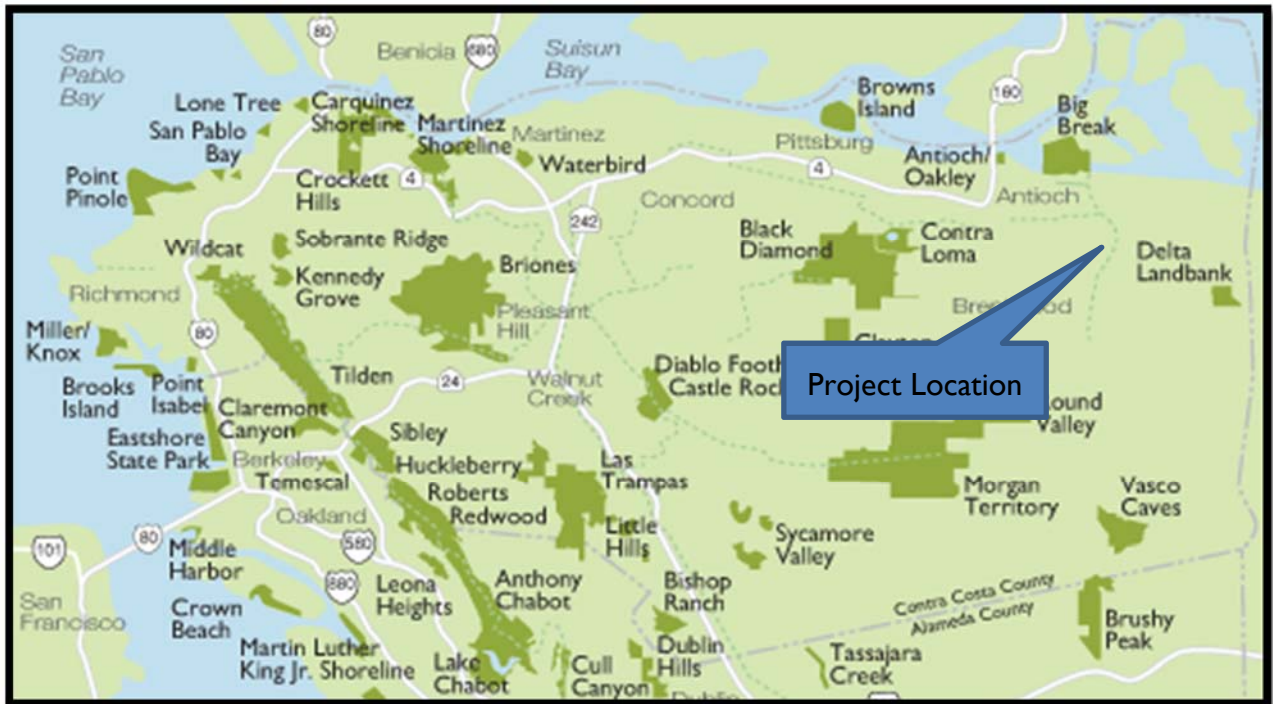 San
Pablo
Bay
80
Benicia
680
Suisun
Bay
Lone Tree
Carquinez
Shoreline
San Pablo
Bay
Martinez
Shoreline
Martinez
Waterbird
Browns
Island
Pittsburg
160
Big
Break
Antioch/
Oakley
Antioch
4
Point
Pinole
Crockett
Hills
4
Concord
242
Wildcat
Sobrante Ridge
Kennedy
Grove
Briones
Pleasant
Hill
Black
Diamond
Contra
Loma
Delta
Landbank
Richmond
80
Miller/
Knox
Brooks
Island
Point
Isabel
Tilden
24
Walnut
Creek
Diablo
Castle
Project Location
Valley
Claremont
Canyon
Eastshore
State Park
Berkeley
Temescal
Sibley
Huckleberry
Roberts
Redwood
Las
Trampas
Little
Hills
Morgan
Territory
Vasco
Caves
Sycamore
Valley
Oakland
580
101
80
Middle
Harbor
880
Leona
Heights
Anthony
Chabot
Bishop
Ranch
Contra Costa County
Alameda County
Brushy
Peak
San
Francisco
Crown
Beach
Martin Luther
King Jr. Shoreline
Lake
Chabot
Cull
Canyon
Dublin
Hills
Tassajara
Creek